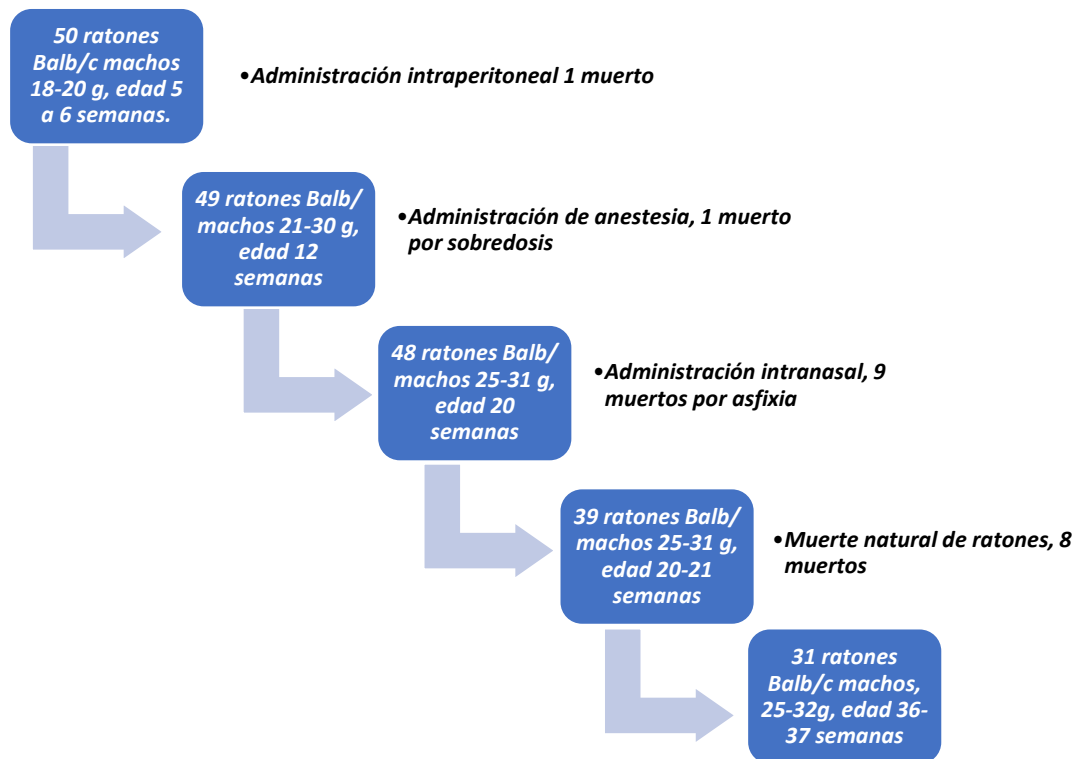 50 ratones
Balb/c machos
18-20 g, edad 5
a 6 semanas.
•Administración intraperitoneal 1 muerto
49 ratones Balb/
machos 21-30 g,
edad 12
semanas
•Administración de anestesia, 1 muerto
por sobredosis
48 ratones Balb/
machos 25-31 g,
edad 20
semanas
•Administración intranasal, 9
muertos por asfixia
39 ratones Balb/
machos 25-31 g,
edad 20-21
semanas
•Muerte natural de ratones, 8
muertos
31 ratones
Balb/c machos,
25-32g, edad 36-
37 semanas